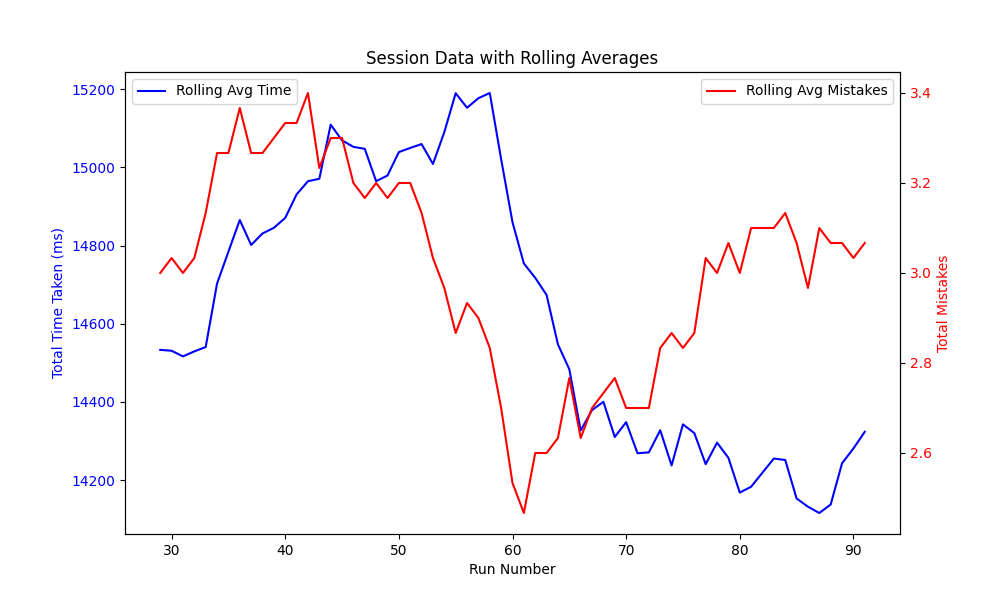 Session Data with Rolling Averages
Rolling Avg Time
Rolling Avg Mistakes
Total Time Taken (ms)
15200
15000
14800
14600
14400
14200
3.4
3.2
3.0
2.8
2.6
Total Mistakes
30 40 50 60 70 80 90
Run Number